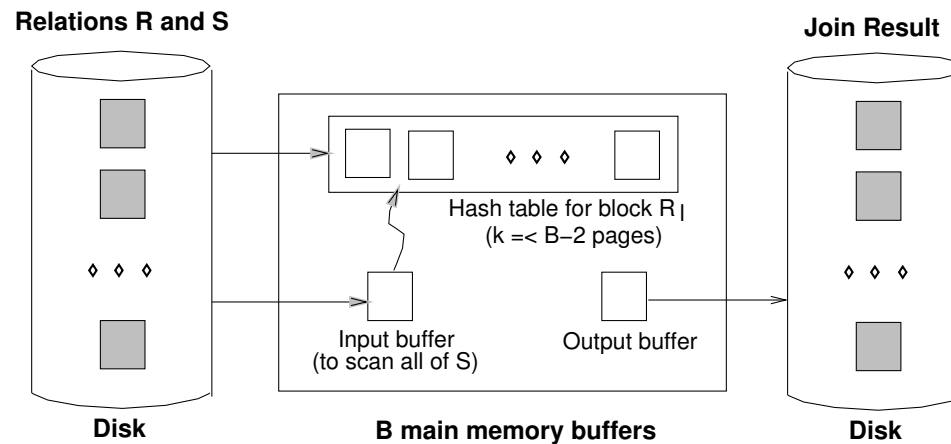 Relations R and S
Join Result
Hash table for block R l
(k =< B−2 pages)
Input buffer
(to scan all of S)
Output buffer
Disk
B main memory buffers
Disk